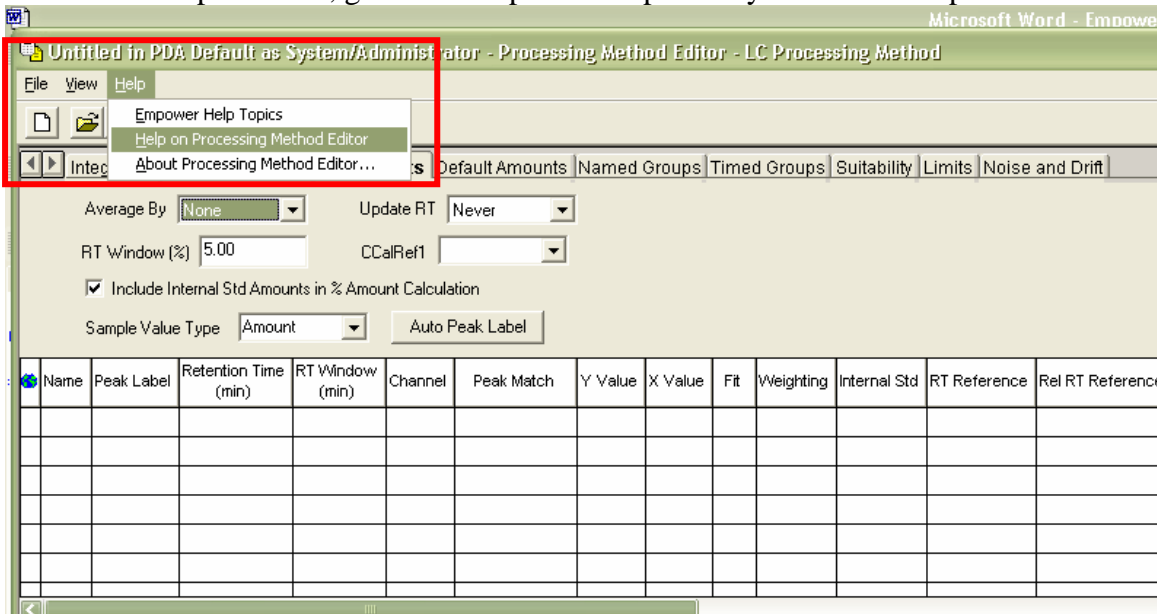 Microsoft Word - Empowe
Untitled in PDA Default as System/Administrator - Processing Method Editor - LC Processing Method
File View Help
Empower Help Topics
Help on Processing Method Editor
About Processing Method Editor...
Default Amounts Named Groups Timed Groups Suitability Limits Noise and Drift
Average By None Update RT Never
RT Window (%) 5.00 CCalRef1
Include Internal Std Amounts in % Amount Calculation
Sample Value Type Amount Auto Peak Label
Name Peak Label Retention Time (min) RT Window (min) Channel Peak Match Y Value X Value Fit Weighting Internal Std RT Reference Rel RT Reference